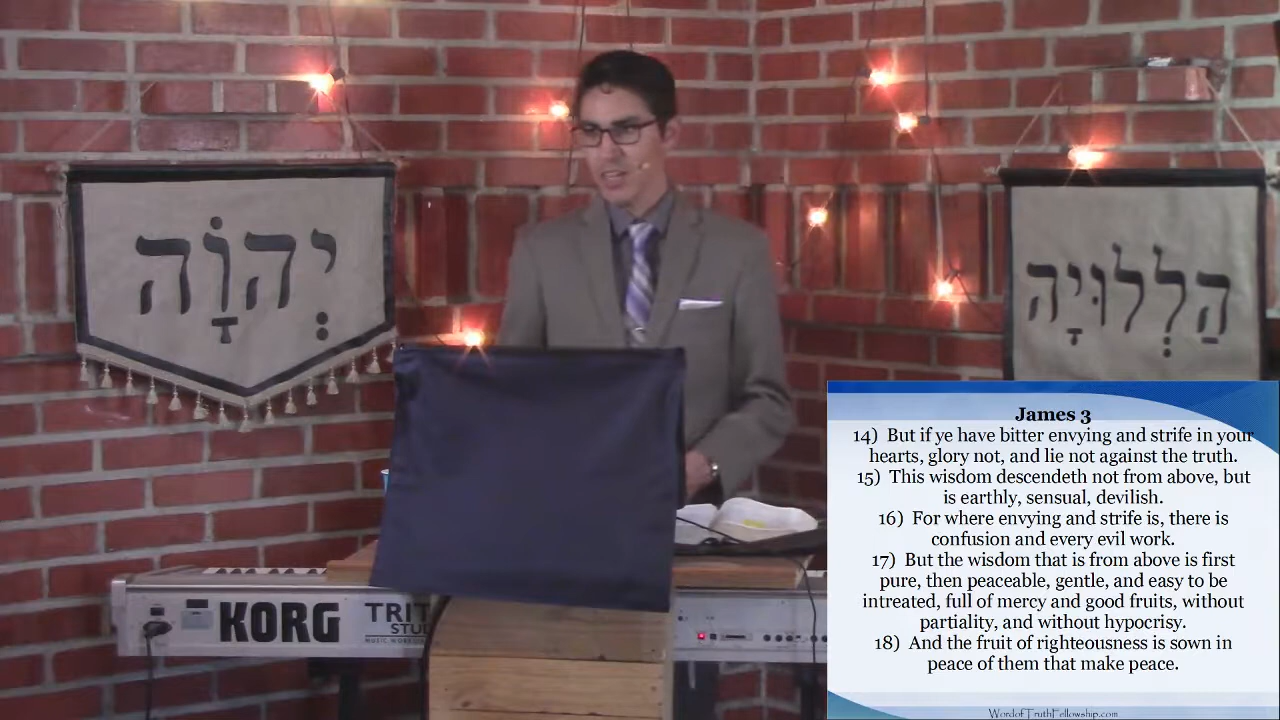 יְהוָֹה
הַלְלוּיָה
KORG
TRIT
STU
James 3
14) But if ye have bitter envying and strife in your
hearts, glory not, and lie not against the truth.
15) This wisdom descendeth not from above, but
is earthly, sensual, devilish.
16) For where envying and strife is, there is
confusion and every evil work.
17) But the wisdom that is from above is first
pure, then peaceable, gentle, and easy to be
intreated, full of mercy and good fruits, without
partiality, and without hypocrisy.
18) And the fruit of righteousness is sown in
peace of them that make peace.
WordofTruthFellowship.com